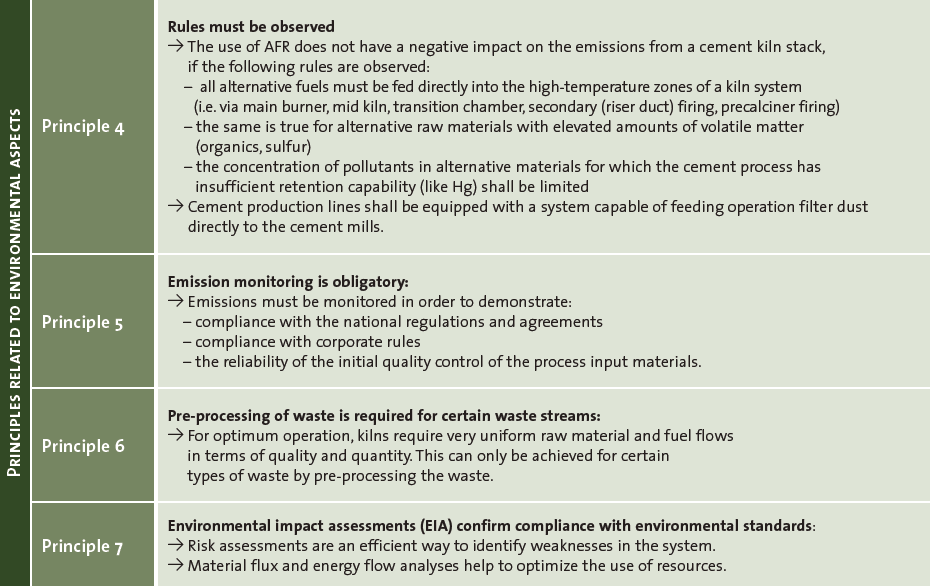 PRINCIPLES RELATED TO ENVIRONMENTAL ASPECTS
Principle 4
Rules must be observed
→ The use of AFR does not have a negative impact on the emissions from a cement kiln stack,
if the following rules are observed:
– all alternative fuels must be fed directly into the high-temperature zones of a kiln system
(i.e. via main burner, mid kiln, transition chamber, secondary (riser duct) firing, precalciner firing)
– the same is true for alternative raw materials with elevated amounts of volatile matter
(organics, sulfur)
– the concentration of pollutants in alternative materials for which the cement process has
insufficient retention capability (like Hg) shall be limited
→ Cement production lines shall be equipped with a system capable of feeding operation filter dust
directly to the cement mills.
Principle 5
Emission monitoring is obligatory:
→ Emissions must be monitored in order to demonstrate:
– compliance with the national regulations and agreements
– compliance with corporate rules
– the reliability of the initial quality control of the process input materials.
Principle 6
Pre-processing of waste is required for certain waste streams:
→ For optimum operation, kilns require very uniform raw material and fuel flows
in terms of quality and quantity. This can only be achieved for certain
types of waste by pre-processing the waste.
Principle 7
Environmental impact assessments (EIA) confirm compliance with environmental standards:
→ Risk assessments are an efficient way to identify weaknesses in the system.
→ Material flux and energy flow analyses help to optimize the use of resources.